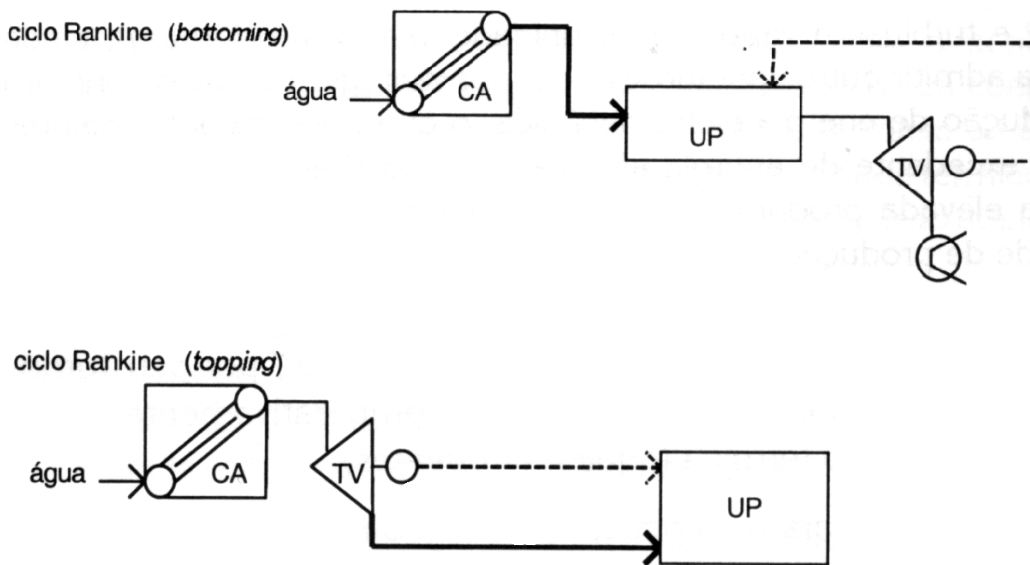 ciclo Rankine (bottoming)
água
CA
UP
TV
ciclo Rankine (topping)
água
CA
TV
UP